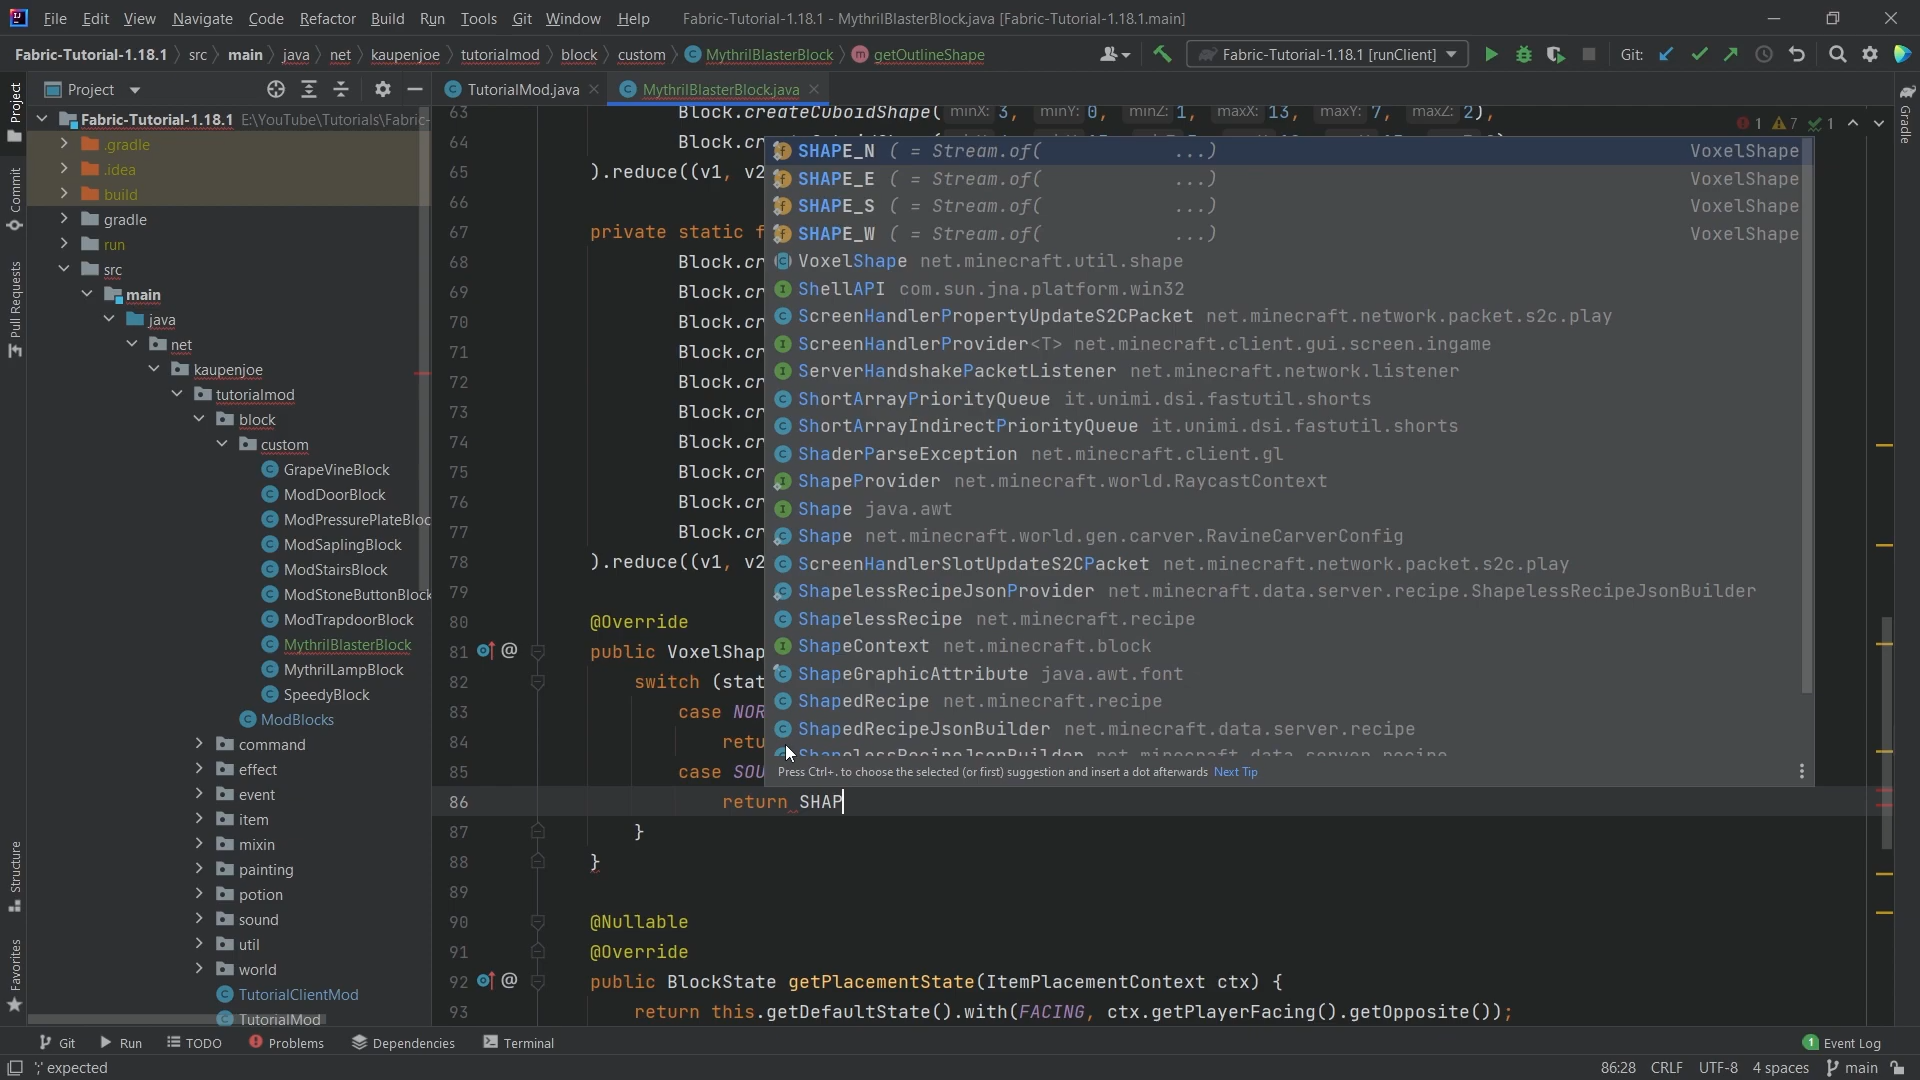 File Edit View Navigate Code Refactor Build Run Tools Git Window Help Fabric-Tutorial-1.18.1 - MythrilBlasterBlock.java [Fabric-Tutorial-1.18.1.main]
Fabric-Tutorial-1.18.1 src main java net kaupenjoe tutorialmod block custom MythrilBlasterBlock getOutlineShape Fabric-Tutorial-1.18.1 [runClient] Git:
Project TutorialMod.java MythrilBlasterBlock.java
Fabric-Tutorial-1.18.1 E:\YouTube\Tutorials\Fabric-
.gradle
.idea
build
gradle
run
src
main
java
net
kaupenjoe
tutorialmod
block
custom
GrapeVineBlock
ModDoorBlock
ModPressurePlateBloc
ModSaplingBlock
ModStairsBlock
ModStoneButtonBlock
ModTrapdoorBlock
MythrilBlasterBlock
MythrilLampBlock
SpeedyBlock
ModBlocks
command
effect
event
item
mixin
painting
potion
sound
util
world
TutorialClientMod
TutorialMod
Project
Commit
Pull Requests
Structure
Favorites
Gradle
1 7 1
63 Block.createCuboidShape( minX: 3, minY: 0, minZ: 1, maxX: 13, maxY: 7, maxZ: 2),
64 Block.cr
65 ).reduce((v1, v2
66
67 private static f
68 Block.cr
69 Block.cr
70 Block.cr
71 Block.cr
72 Block.cr
73 Block.cr
74 Block.cr
75 Block.cr
76 Block.cr
77 Block.cr
78 ).reduce((v1, v2
79
80 @Override
81 public VoxelShap
82 switch (stat
83 case NOR
84 retu
85 case SOU
86 return SHAP
87 }
88 }
89
90 @Nullable
91 @Override
92 public BlockState getPlacementState(ItemPlacementContext ctx) {
93 return this.getDefaultState().with(FACING, ctx.getPlayerFacing().getOpposite());
SHAPE_N ( = Stream.of( ...) VoxelShape
SHAPE_E ( = Stream.of( ...) VoxelShape
SHAPE_S ( = Stream.of( ...) VoxelShape
SHAPE_W ( = Stream.of( ...) VoxelShape
VoxelShape net.minecraft.util.shape
ShellAPI com.sun.jna.platform.win32
ScreenHandlerPropertyUpdateS2CPacket net.minecraft.network.packet.s2c.play
ScreenHandlerProvider<T> net.minecraft.client.gui.screen.ingame
ServerHandshakePacketListener net.minecraft.network.listener
ShortArrayPriorityQueue it.unimi.dsi.fastutil.shorts
ShortArrayIndirectPriorityQueue it.unimi.dsi.fastutil.shorts
ShaderParseException net.minecraft.client.gl
ShapeProvider net.minecraft.world.RaycastContext
Shape java.awt
Shape net.minecraft.world.gen.carver.RavineCarverConfig
ScreenHandlerSlotUpdateS2CPacket net.minecraft.network.packet.s2c.play
ShapelessRecipeJsonProvider net.minecraft.data.server.recipe.ShapelessRecipeJsonBuilder
ShapelessRecipe net.minecraft.recipe
ShapeContext net.minecraft.block
ShapeGraphicAttribute java.awt.font
ShapedRecipe net.minecraft.recipe
ShapedRecipeJsonBuilder net.minecraft.data.server.recipe
ShapelessRecipeJsonBuilder net.minecraft.data.server.recipe
Press Ctrl+. to choose the selected (or first) suggestion and insert a dot afterwards Next Tip
Git Run TODO Problems Dependencies Terminal 1 Event Log
';' expected 86:28 CRLF UTF-8 4 spaces main